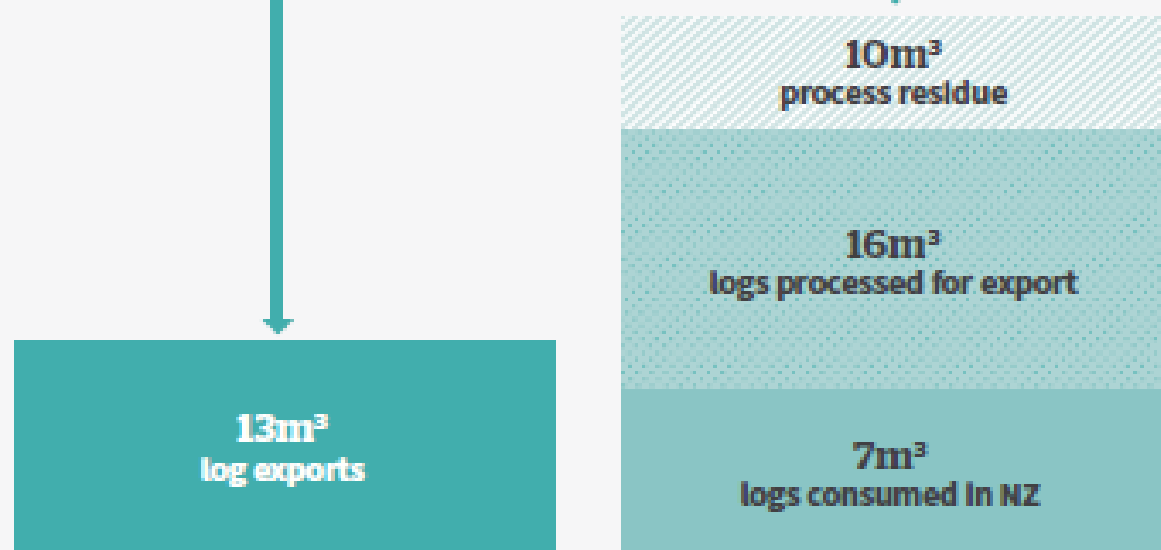 10m³
process residue
16m³
logs processed for export
13m³
log exports
7m³
logs consumed in NZ